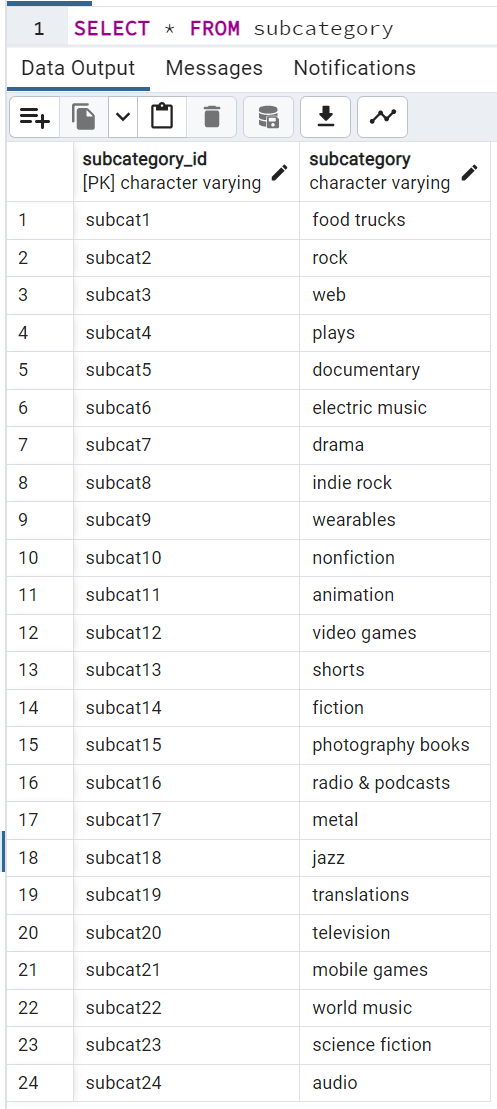 1 SELECT * FROM subcategory
Data Output Messages Notifications
subcategory_id subcategory
[PK] character varying character varying
1 subcat1 food trucks
2 subcat2 rock
3 subcat3 web
4 subcat4 plays
5 subcat5 documentary
6 subcat6 electric music
7 subcat7 drama
8 subcat8 indie rock
9 subcat9 wearables
10 subcat10 nonfiction
11 subcat11 animation
12 subcat12 video games
13 subcat13 shorts
14 subcat14 fiction
15 subcat15 photography books
16 subcat16 radio & podcasts
17 subcat17 metal
18 subcat18 jazz
19 subcat19 translations
20 subcat20 television
21 subcat21 mobile games
22 subcat22 world music
23 subcat23 science fiction
24 subcat24 audio